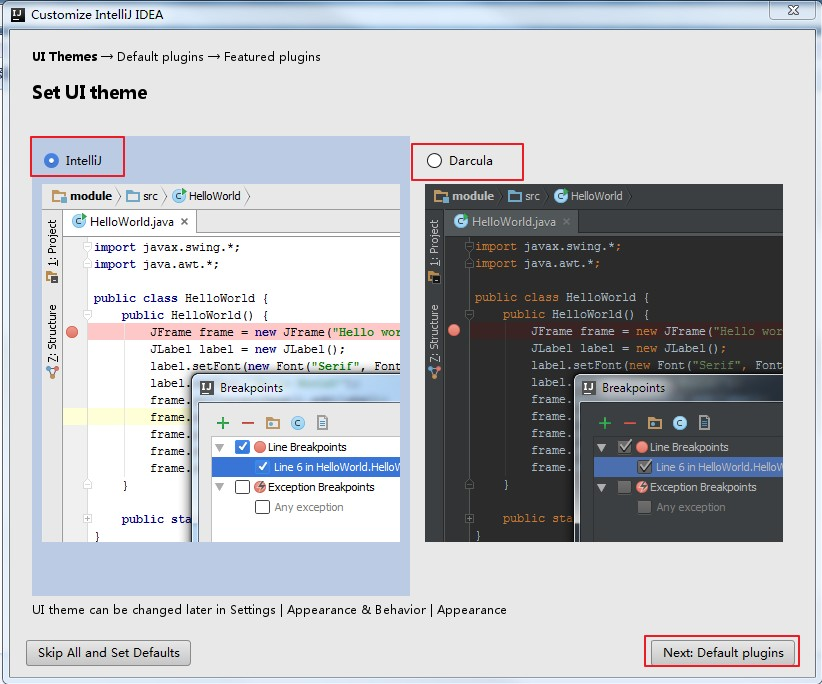 Customize IntelliJ IDEA
UI Themes → Default plugins → Featured plugins
Set UI theme
IntelliJ
module src HelloWorld
HelloWorld.java
1: Project
Z: Structure
import javax.swing.*;
import java.awt.*;
public class HelloWorld {
public HelloWorld() {
JFrame frame = new JFrame("Hello wor
JLabel label = new JLabel();
label.setFont(new Font("Serif", Font
label.
frame.
frame.
frame.
frame.
frame.
}
public sta
}
Breakpoints
Line Breakpoints
Line 6 in HelloWorld.HelloW
Exception Breakpoints
Any exception
Darcula
module src HelloWorld
HelloWorld.java
1: Project
Z: Structure
import javax.swing.*;
import java.awt.*;
public class HelloWorld {
public HelloWorld() {
JFrame frame = new JFrame("Hello wor
JLabel label = new JLabel();
label.setFont(new Font("Serif", Font
label.
frame.
frame.
frame.
frame.
frame.
}
public sta
}
Breakpoints
Line Breakpoints
Line 6 in HelloWorld.HelloW
Exception Breakpoints
Any exception
UI theme can be changed later in Settings | Appearance & Behavior | Appearance
Skip All and Set Defaults
Next: Default plugins